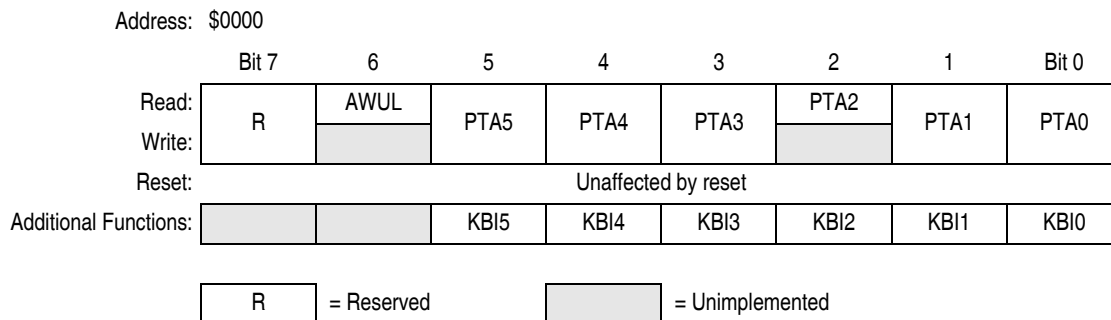 Address: $0000
Bit 7 6 5 4 3 2 1 Bit 0
Read: R AWUL PTA5 PTA4 PTA3 PTA2 PTA1 PTA0
Write:
Reset: Unaffected by reset
Additional Functions: KBI5 KBI4 KBI3 KBI2 KBI1 KBI0
R = Reserved = Unimplemented